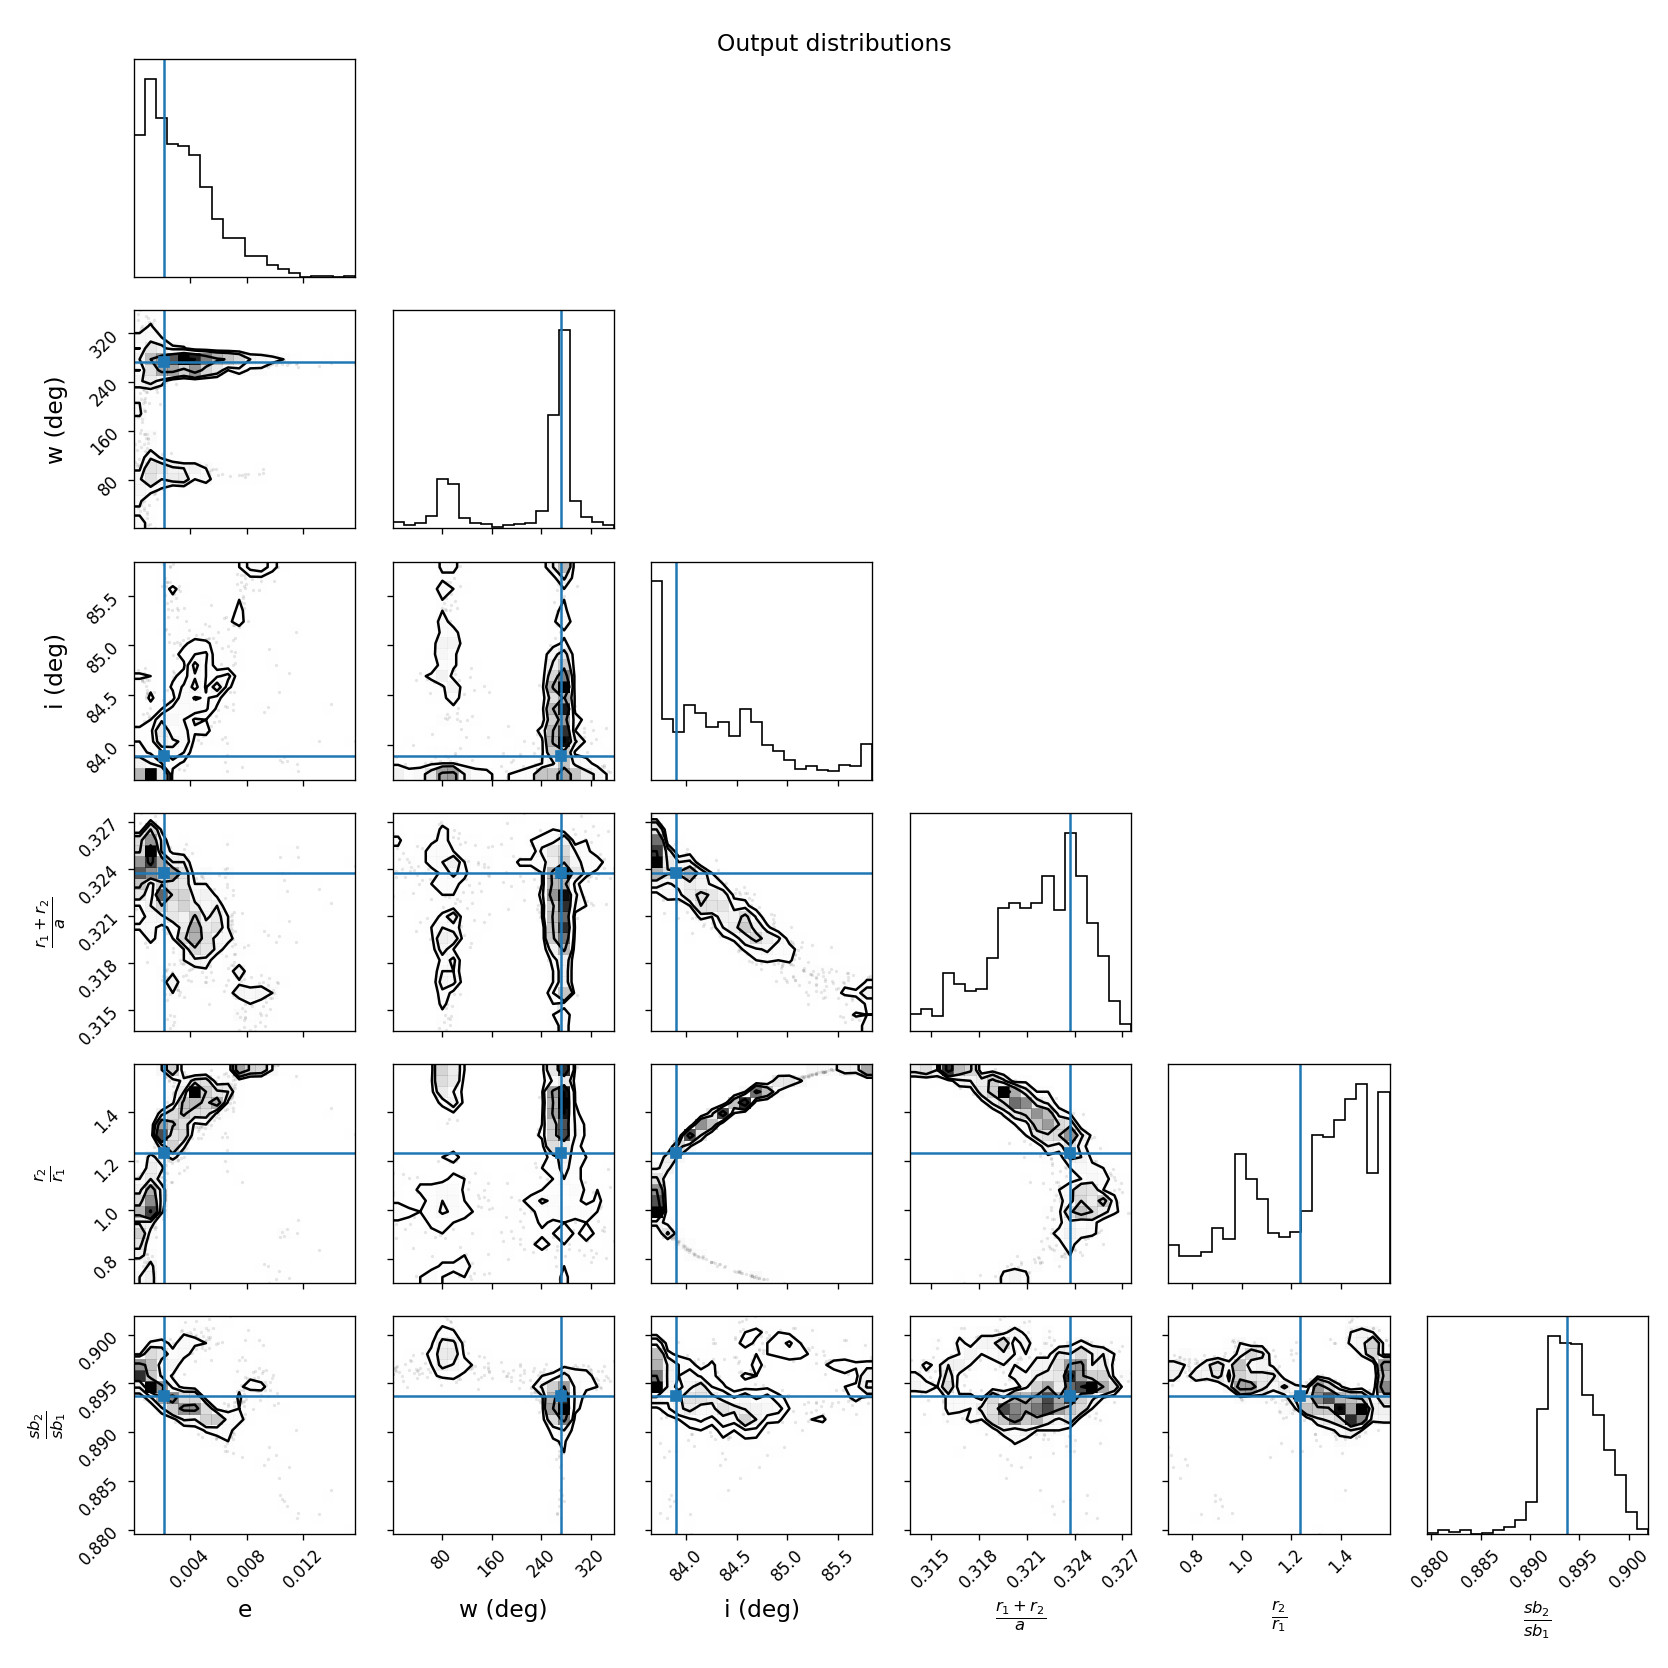 Output distributions
320
240
160
80
w (deg)
85.5
85.0
84.5
84.0
i (deg)
0.327
0.324
0.321
0.318
0.315
r₁ + r₂
a
1.4
1.2
1.0
0.8
r₂
r₁
0.900
0.895
0.890
0.885
0.880
sb₂
sb₁
0.004 0.008 0.012 80 160 240 320 84.0 84.5 85.0 85.5 0.315 0.318 0.321 0.324 0.327 0.8 1.0 1.2 1.4 0.880 0.885 0.890 0.895 0.900
e w (deg) i (deg) r₁ + r₂ r₂ sb₂
a r₁ sb₁